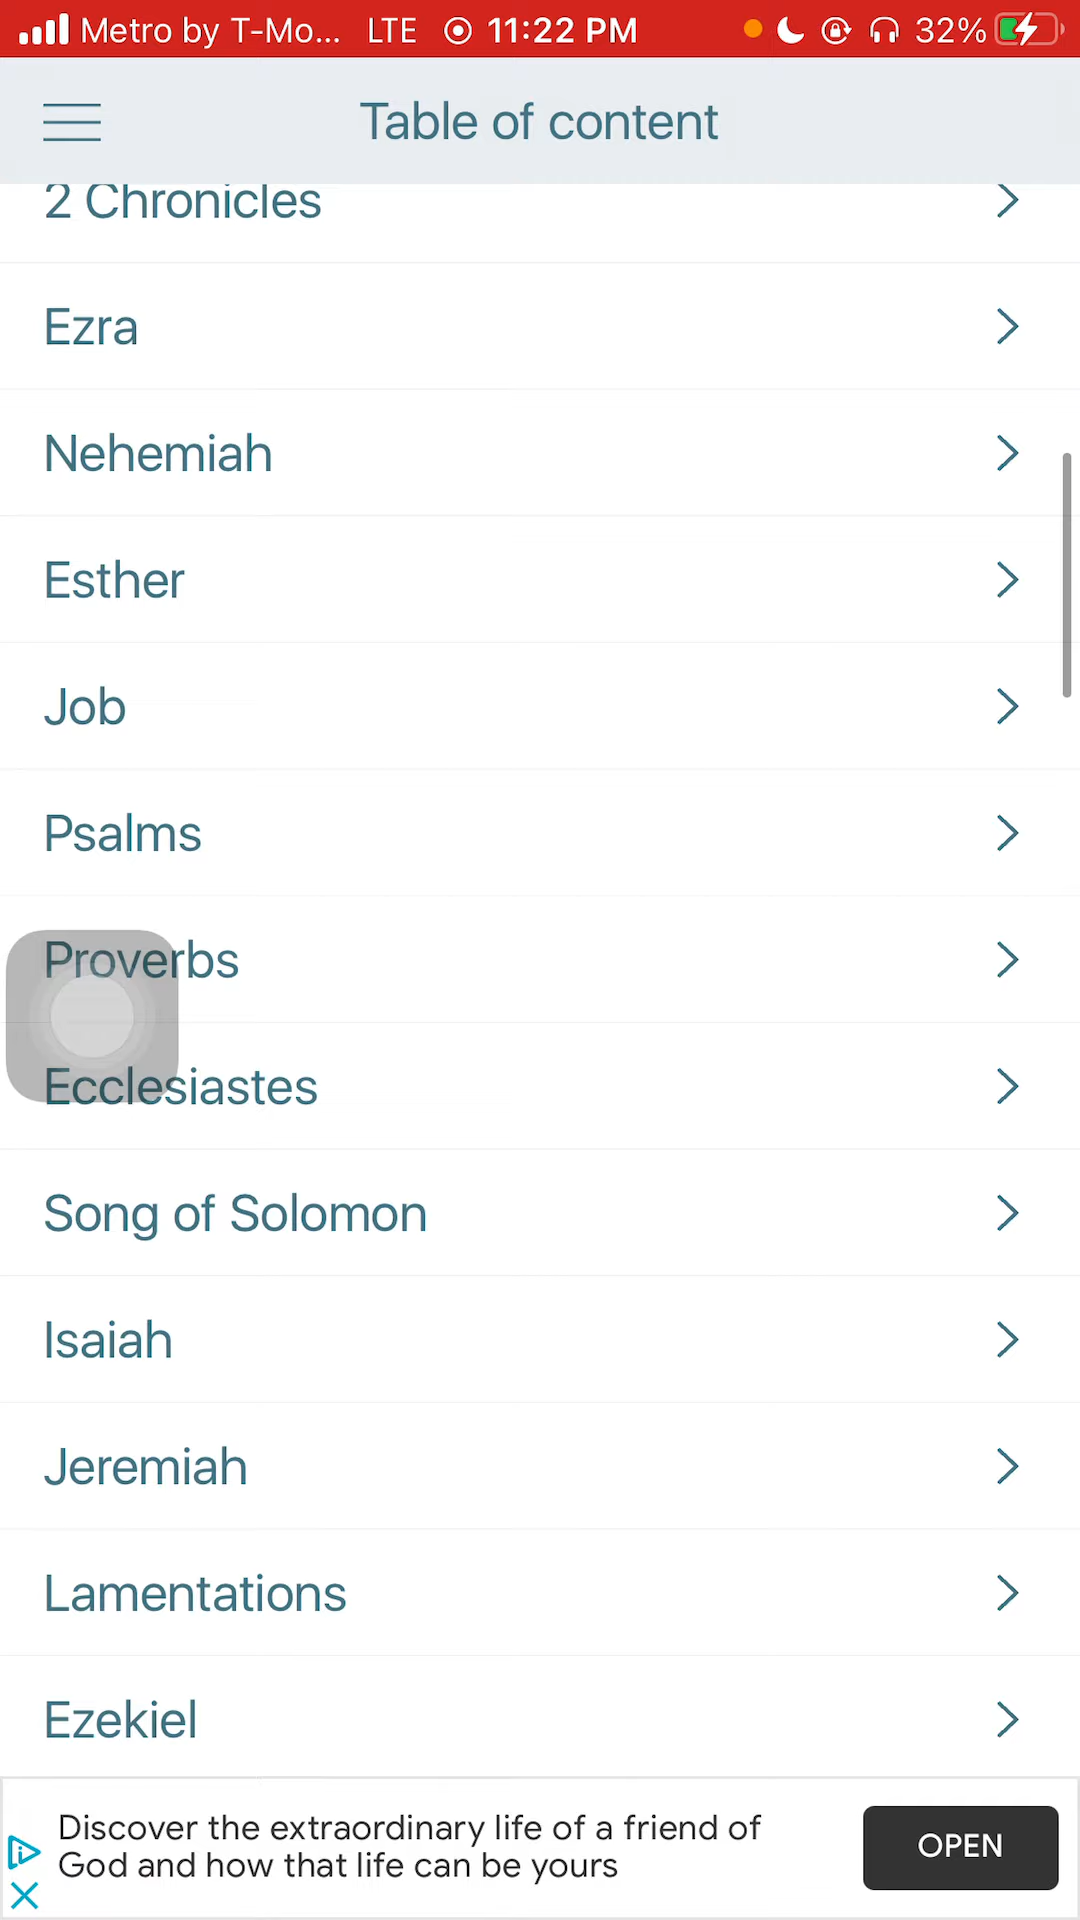 Metro by T-Mo... LTE 11:22 PM 32%
Table of content
2 Chronicles
Ezra
Nehemiah
Esther
Job
Psalms
Proverbs
Ecclesiastes
Song of Solomon
Isaiah
Jeremiah
Lamentations
Ezekiel
Discover the extraordinary life of a friend of
God and how that life can be yours
OPEN